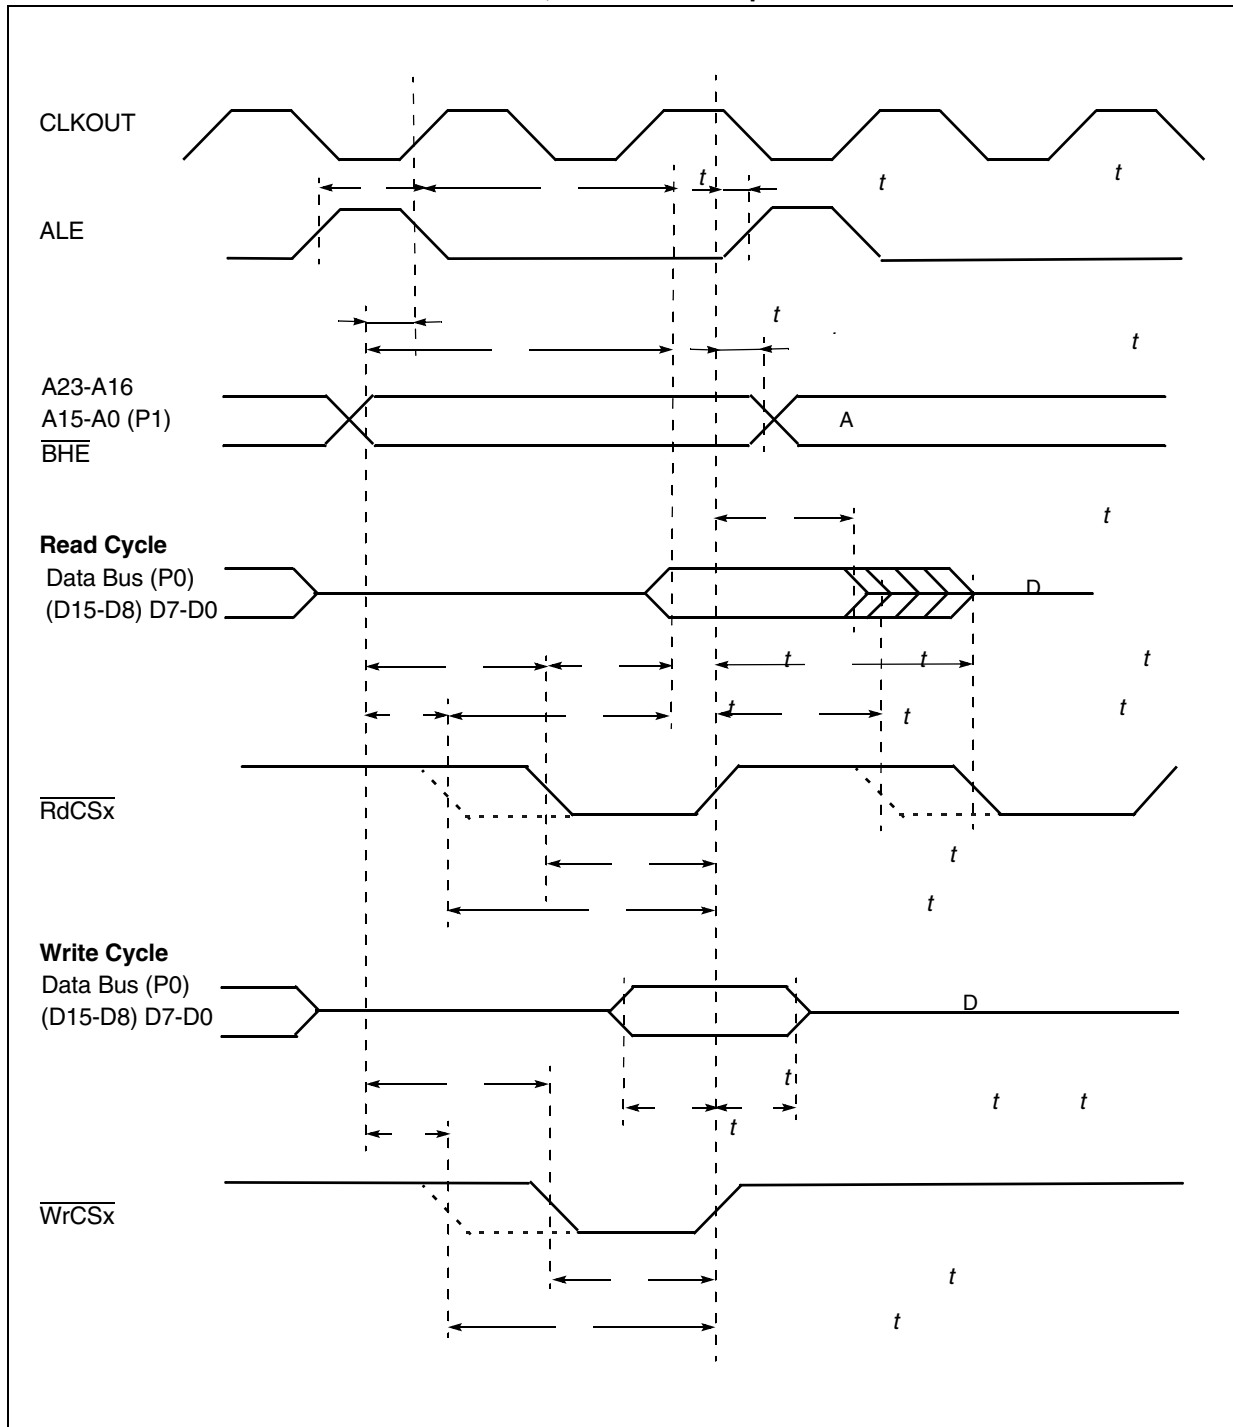 CLKOUT
t
t
t
ALE
t
t
A23-A16
A15-A0 (P1)
A
BHE
t
Read Cycle
Data Bus (P0)
(D15-D8) D7-D0
D
t
t
t
t
t
t
RdCSx
t
t
Write Cycle
Data Bus (P0)
(D15-D8) D7-D0
D
t
t
t
t
WrCSx
t
t